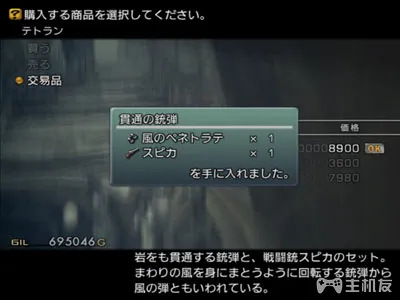 購入する商品を選択してください。
テトラン
買う
売る
交易品
貫通の銃弾
風のペネトラテ × 1
スピカ × 1
を手に入れました。
価格
8900 OK
3600
7980
GIL 695046 G
岩をも貫通する銃弾と、戦闘銃スピカのセット。
まわりの風を身にまとうように回転する銃弾から
風の弾ともいわれている。
主机友